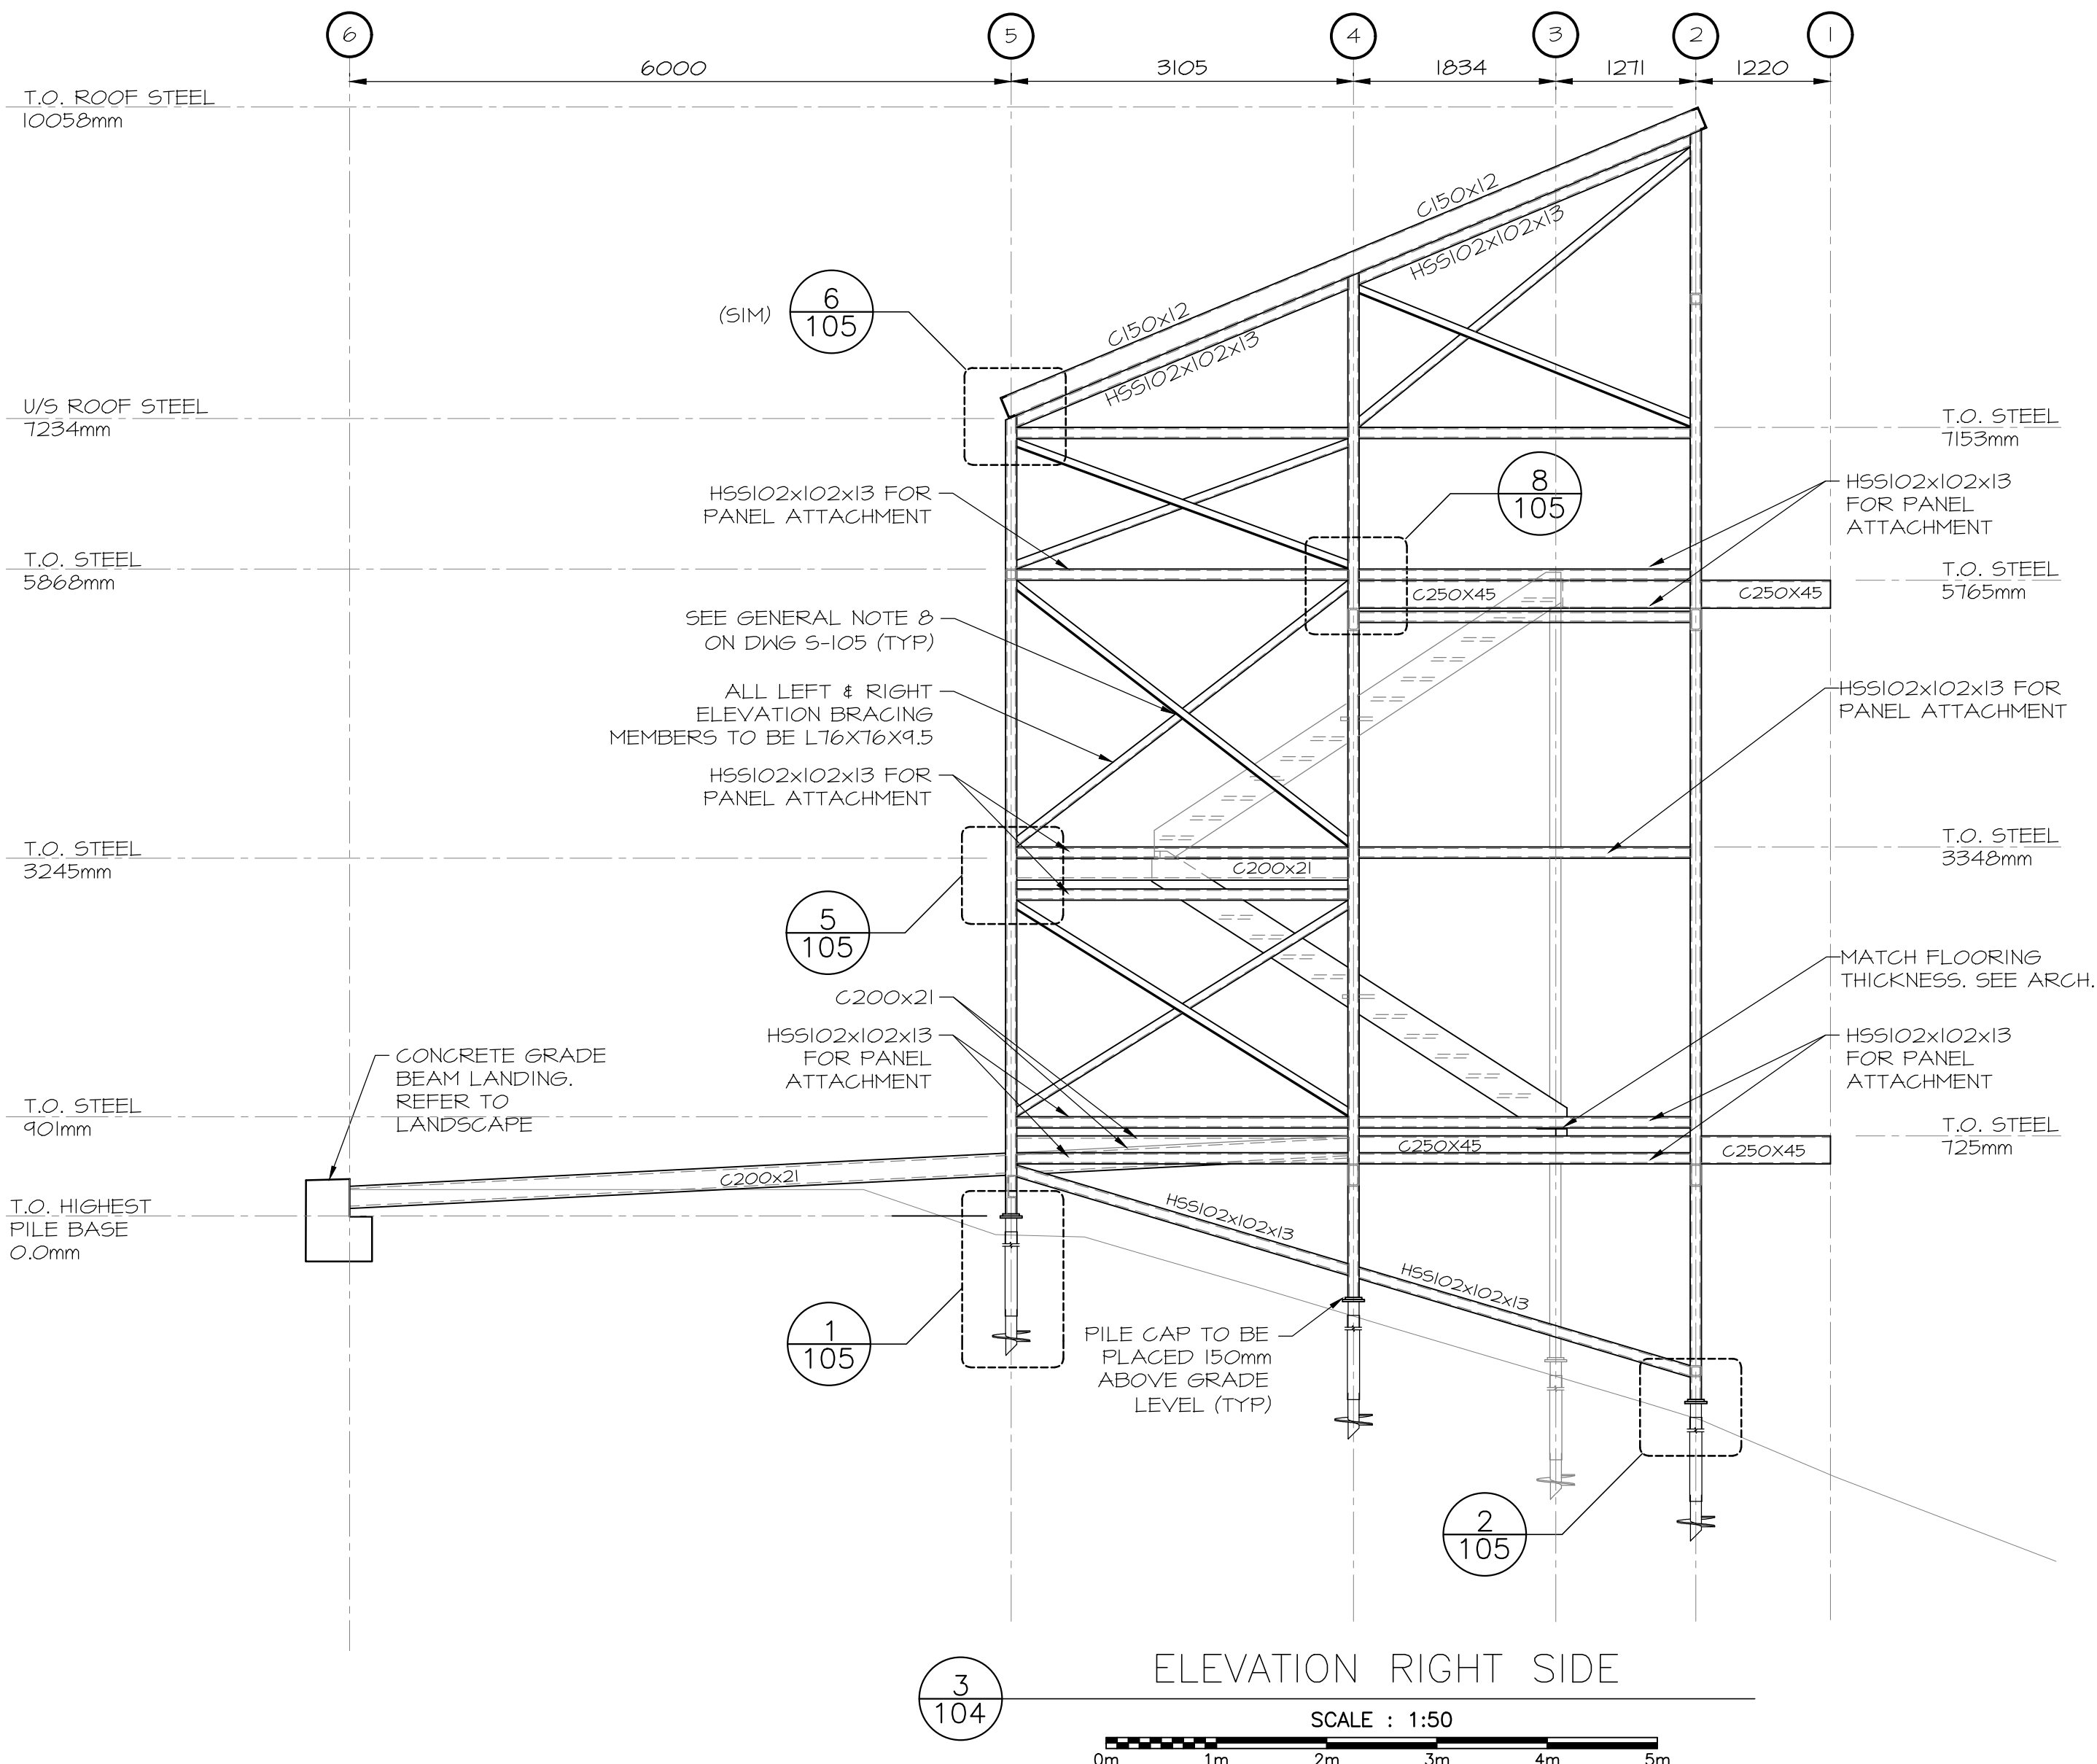 6
5
4
3
2
1
6000
3105
1834
1271
1220
T.O. ROOF STEEL
10058mm
C150x12
HSS102x102x13
6
105
(SIM)
C150x12
HSS102x102x13
U/S ROOF STEEL
7234mm
T.O. STEEL
7153mm
HSS102x102x13 FOR
PANEL ATTACHMENT
8
105
HSS102x102x13
FOR PANEL
ATTACHMENT
T.O. STEEL
5868mm
C250X45
C250X45
T.O. STEEL
5765mm
SEE GENERAL NOTE 8
ON DWG S-105 (TYP)
ALL LEFT & RIGHT
ELEVATION BRACING
MEMBERS TO BE L76X76X9.5
HSS102x102x13 FOR
PANEL ATTACHMENT
HSS102x102x13 FOR
PANEL ATTACHMENT
T.O. STEEL
3245mm
C200x21
T.O. STEEL
3348mm
5
105
MATCH FLOORING
THICKNESS. SEE ARCH.
C200x21
HSS102x102x13
FOR PANEL
ATTACHMENT
HSS102x102x13
FOR PANEL
ATTACHMENT
CONCRETE GRADE
BEAM LANDING.
REFER TO
LANDSCAPE
T.O. STEEL
901mm
C250X45
C250X45
T.O. STEEL
725mm
C200x21
T.O. HIGHEST
PILE BASE
0.0mm
HSS102x102x13
HSS102x102x13
1
105
PILE CAP TO BE
PLACED 150mm
ABOVE GRADE
LEVEL (TYP)
2
105
3
104
ELEVATION RIGHT SIDE
SCALE : 1:50
0m 1m 2m 3m 4m 5m